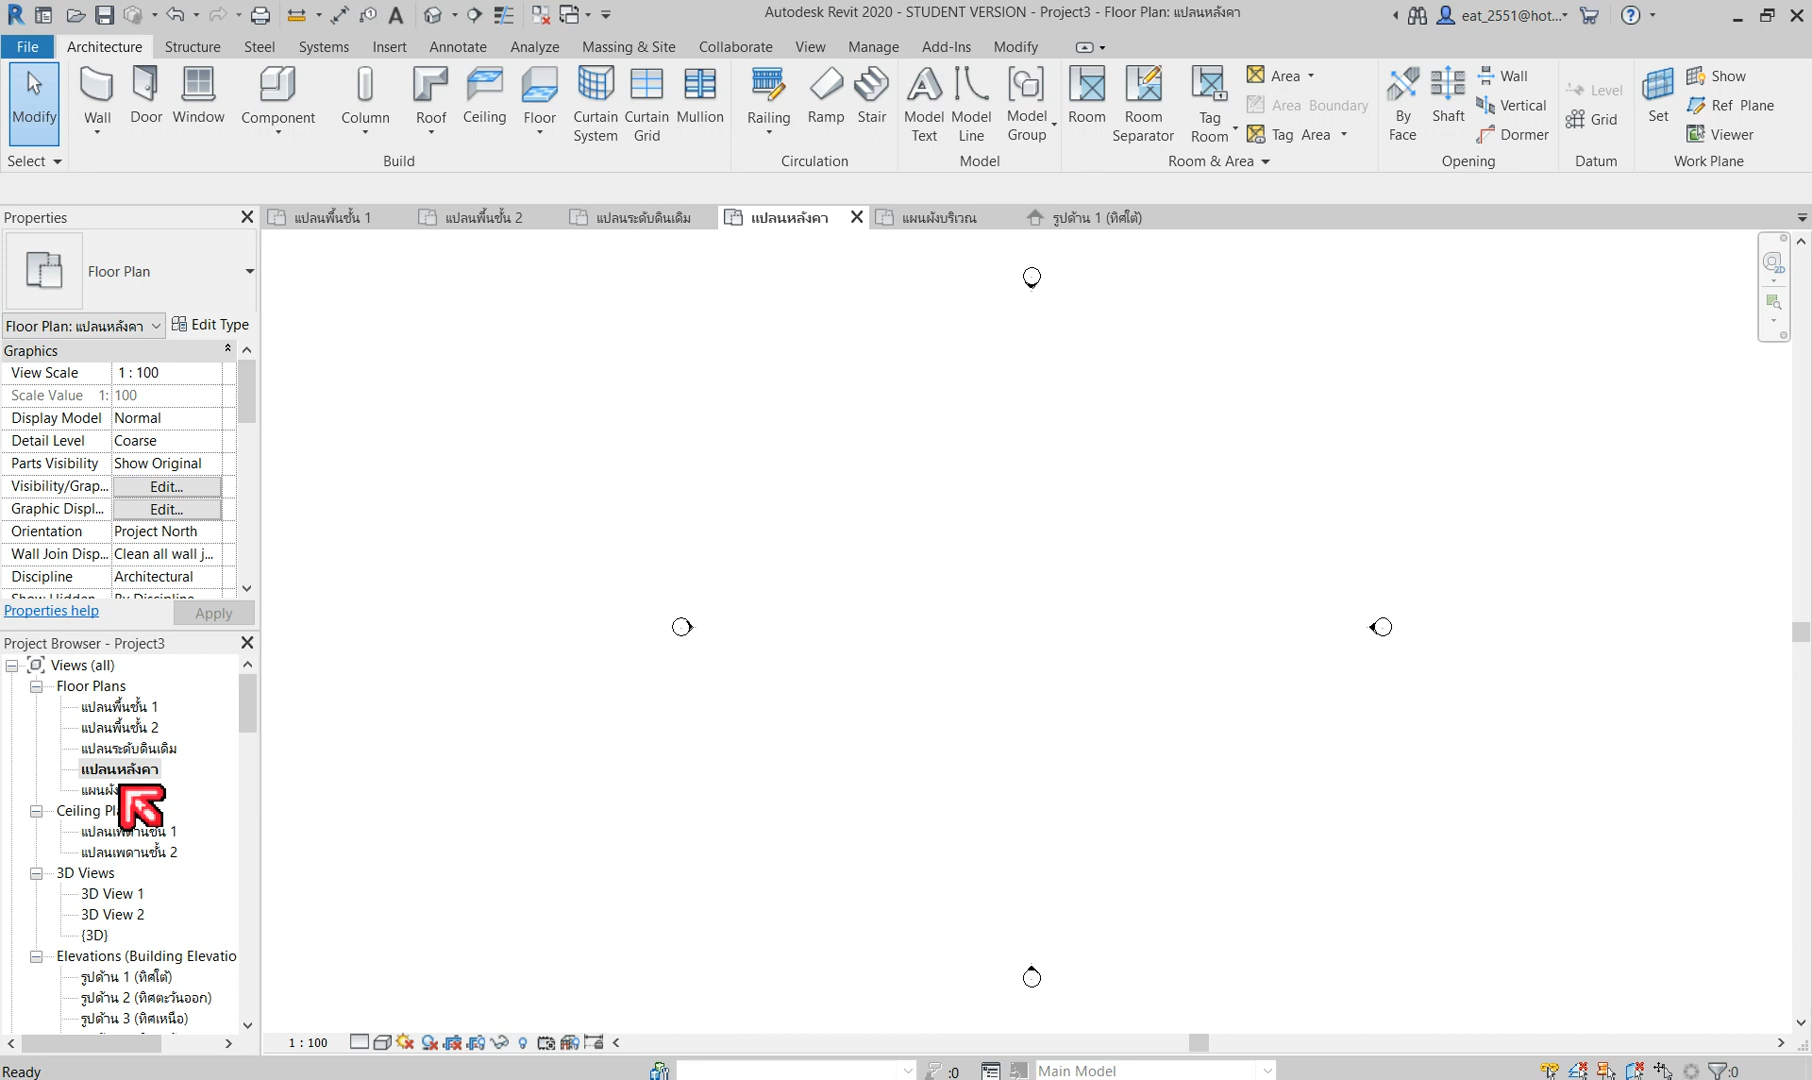 Autodesk Revit 2020 - STUDENT VERSION - Project3 - Floor Plan: แปลนหลังคา
eat_2551@hot...
File Architecture Structure Steel Systems Insert Annotate Analyze Massing & Site Collaborate View Manage Add-Ins Modify
Modify Wall Door Window Component Column Roof Ceiling Floor Curtain System Curtain Grid Mullion Railing Ramp Stair Model Text Model Line Model Group Room Room Separator Tag Room
Area
Area Boundary
Tag Area
By Face Shaft
Wall
Vertical
Dormer
Level
Grid
Set
Show
Ref Plane
Viewer
Select Build Circulation Model Room & Area Opening Datum Work Plane
Properties
แปลนพื้นชั้น 1 แปลนพื้นชั้น 2 แปลนระดับดินเดิม แปลนหลังคา แผนผังบริเวณ รูปด้าน 1 (ทิศใต้)
Floor Plan
Floor Plan: แปลนหลังคา Edit Type
Graphics
View Scale 1 : 100
Scale Value 1: 100
Display Model Normal
Detail Level Coarse
Parts Visibility Show Original
Visibility/Grap... Edit...
Graphic Displ... Edit...
Orientation Project North
Wall Join Disp... Clean all wall j...
Discipline Architectural
Properties help Apply
2D
Project Browser - Project3
Views (all)
Floor Plans
แปลนพื้นชั้น 1
แปลนพื้นชั้น 2
แปลนระดับดินเดิม
แปลนหลังคา
Ceiling
แปลนเพดานชั้น 1
แปลนเพดานชั้น 2
3D Views
3D View 1
3D View 2
{3D}
Elevations (Building Elevatio
รูปด้าน 1 (ทิศใต้)
รูปด้าน 2 (ทิศตะวันออก)
รูปด้าน 3 (ทิศเหนือ)
1 : 100
Ready
:0
Main Model
:0